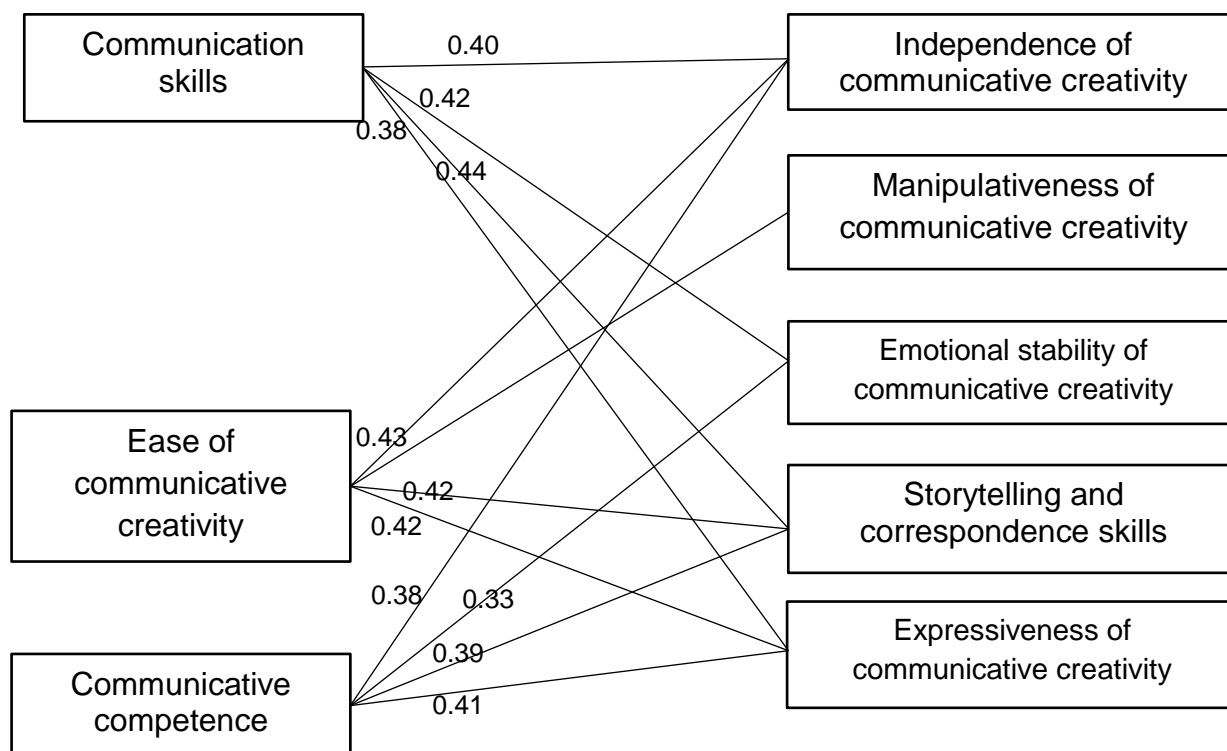 Communication
skills
0.40
0.42
0.38
0.44
Independence of
communicative creativity
Manipulativeness of
communicative creativity
Emotional stability of
communicative creativity
Ease of
communicative
creativity
0.43
0.42
0.42
Storytelling and
correspondence skills
0.38
0.33
0.39
0.41
Expressiveness of
communicative creativity
Communicative
competence